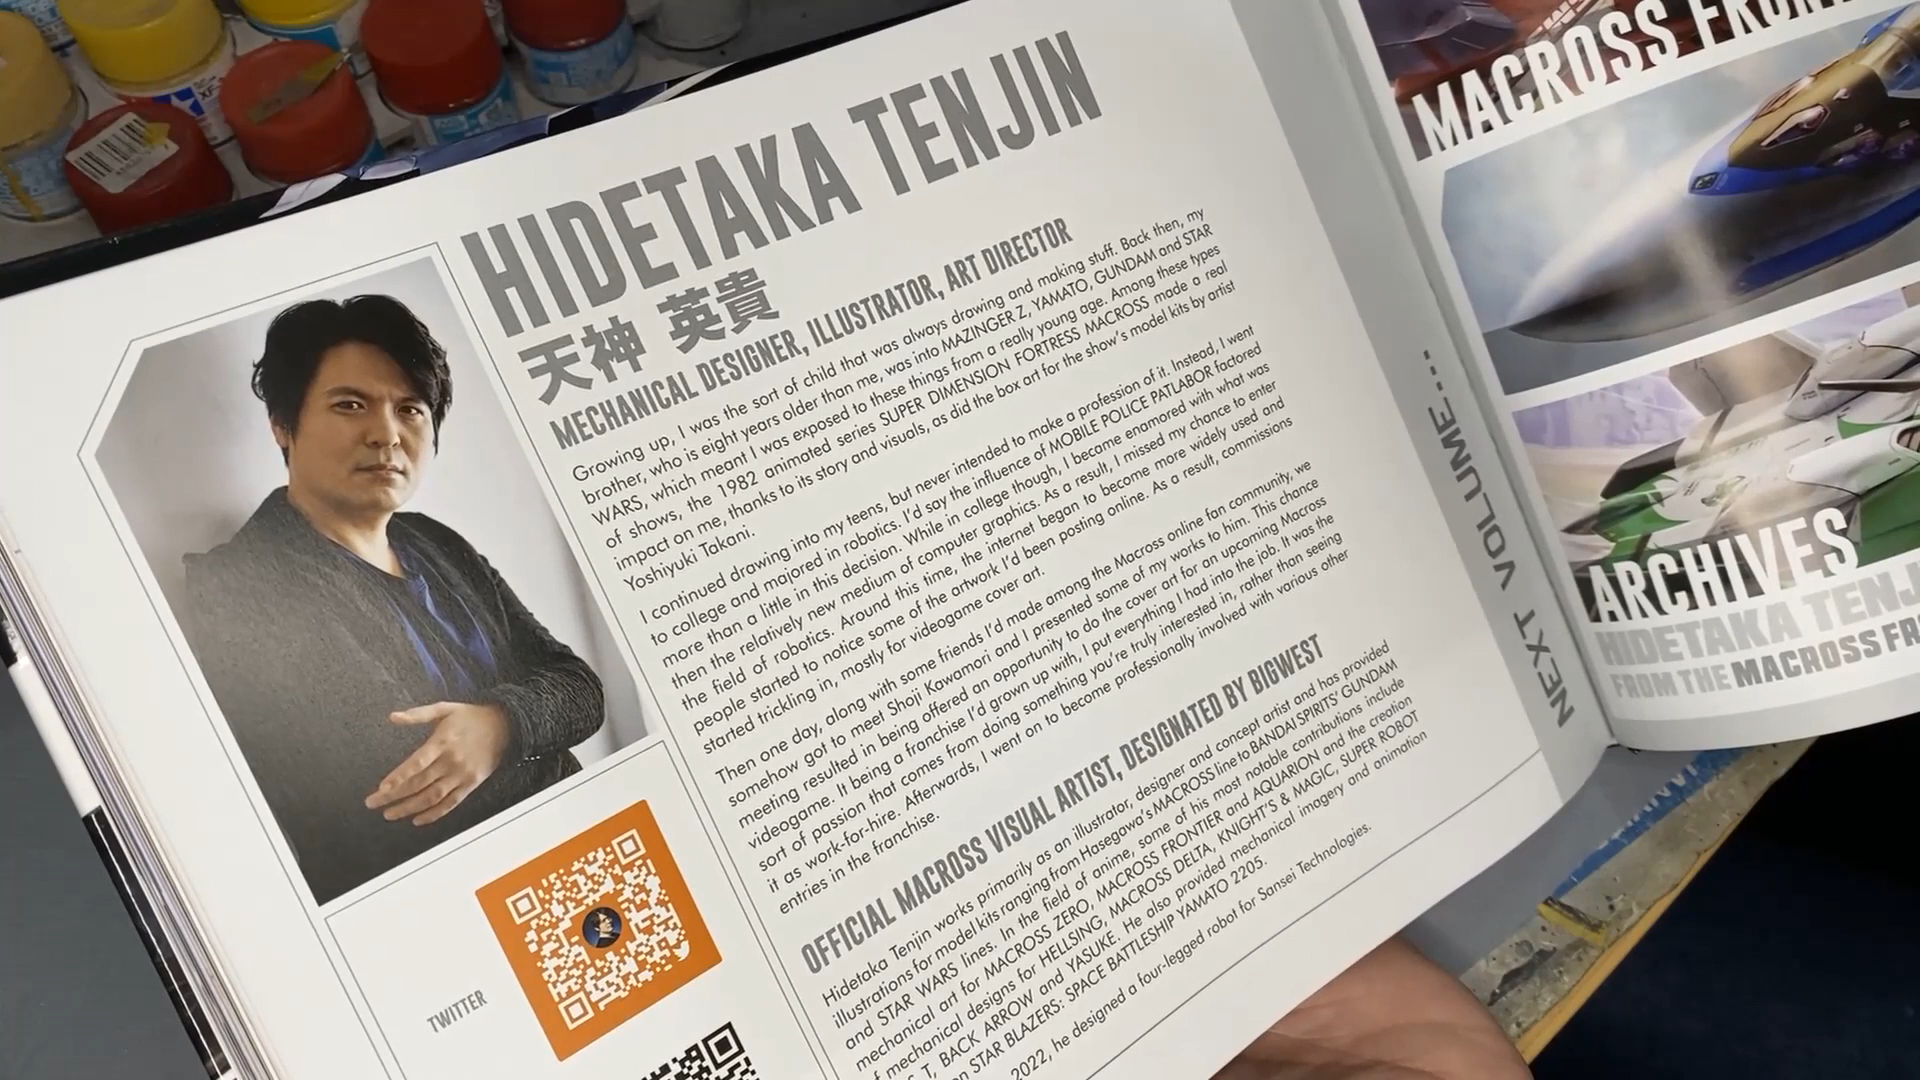 HIDETAKA TENJIN
天神 英貴
MECHANICAL DESIGNER, ILLUSTRATOR, ART DIRECTOR
Growing up, I was the sort of child that was always drawing and making stuff. Back then, my
brother, who is eight years older than me, was into MAZINGER Z, YAMATO, GUNDAM and STAR
WARS, which meant I was exposed to these things from a really young age. Among these types
of shows, the 1982 animated series SUPER DIMENSION FORTRESS MACROSS made a real
impact on me, thanks to its story and visuals, as did the box art for the show's model kits by artist
Yoshiyuki Takani.
I continued drawing into my teens, but never intended to make a profession of it. Instead, I went
to college and majored in robotics. I'd say the influence of MOBILE POLICE PATLABOR factored
more than a little in this decision. While in college though, I became enamored with what was
then the relatively new medium of computer graphics. As a result, I missed my chance to enter
the field of robotics. Around this time, the internet began to become more widely used and
people started to notice some of the artwork I'd been posting online. As a result, commissions
started trickling in, mostly for videogame cover art.
Then one day, along with some friends I'd made among the Macross online fan community, we
somehow got to meet Shoji Kawamori and I presented some of my works to him. This chance
meeting resulted in being offered an opportunity to do the cover art for an upcoming Macross
videogame. It being a franchise I'd grown up with, I put everything I had into the job. It was the
sort of passion that comes from doing something you're truly interested in, rather than seeing
it as work-for-hire. Afterwards, I went on to become professionally involved with various other
entries in the franchise.
OFFICIAL MACROSS VISUAL ARTIST, DESIGNATED BY BIGWEST
Hidetaka Tenjin works primarily as an illustrator, designer and concept artist and has provided
illustrations for model kits ranging from Hasegawa's MACROSS line to BANDAI SPIRITS' GUNDAM
and STAR WARS lines. In the field of anime, some of his most notable contributions include
mechanical art for MACROSS ZERO, MACROSS FRONTIER and AQUARION and the creation
of mechanical designs for HELLSING, MACROSS DELTA, KNIGHT'S & MAGIC, SUPER ROBOT
T, BACK ARROW and YASUKE. He also provided mechanical imagery and animation
on STAR BLAZERS: SPACE BATTLESHIP YAMATO 2205.
2022, he designed a four-legged robot for Sansei Technologies.
TWITTER
NEXT VOLUME....
MACROSS FRONT
ARCHIVES
HIDETAKA TENJ
FROM THE MACROSS FR